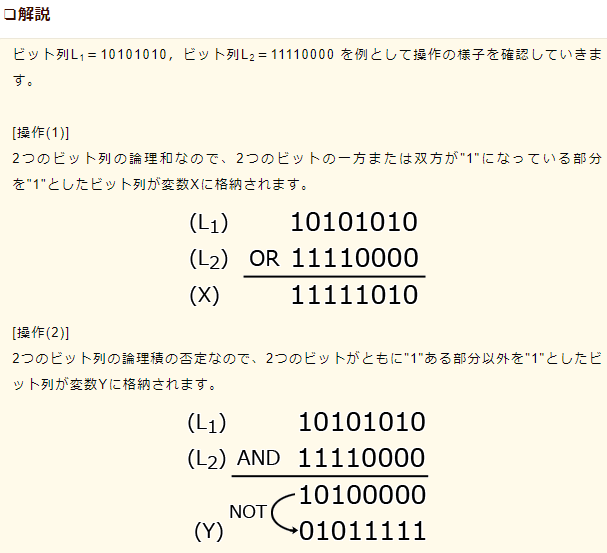 ❏解説
ビット列L₁＝10101010，ビット列L₂＝11110000 を例として操作の様子を確認していきま
す。
[操作(1)]
2つのビット列の論理和なので、2つのビットの一方または双方が"1"になっている部分
を"1"としたビット列が変数Xに格納されます。
(L₁) 10101010
(L₂) OR 11110000
(X) 11111010
[操作(2)]
2つのビット列の論理積の否定なので、2つのビットがともに"1"ある部分以外を"1"としたビ
ット列が変数Yに格納されます。
(L₁) 10101010
(L₂) AND 11110000
10100000
NOT
(Y) 01011111